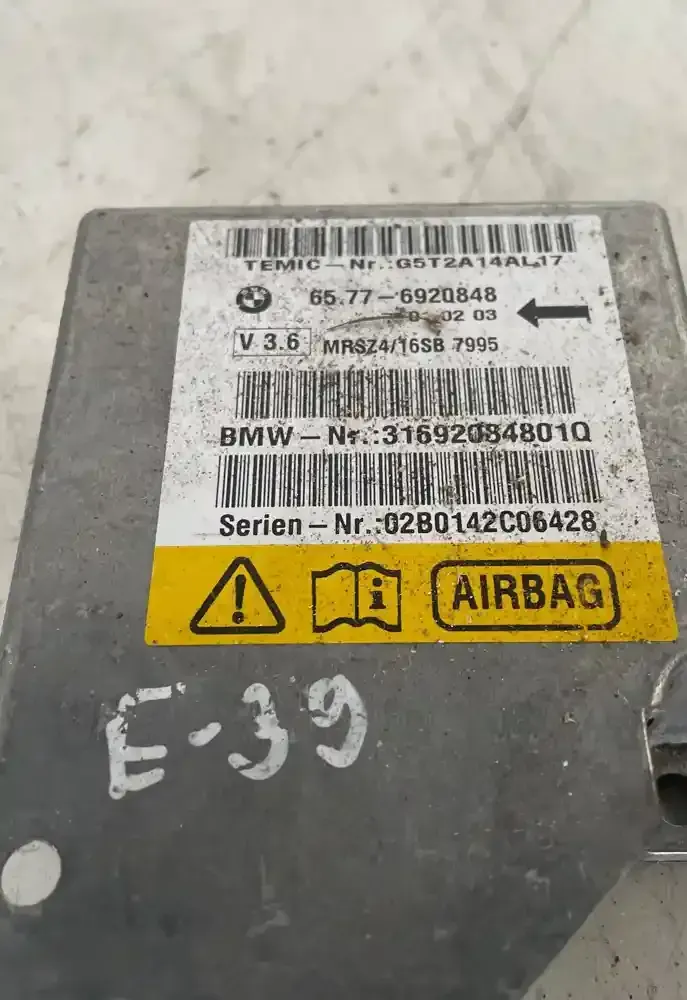 TEMIC-Nr.:G5T2A14AL17
65.77-6920848
02 03
V 3.6
MRSZ4/16SB 7995
BMW-Nr.:31692084801Q
Serien-Nr.:02B0142C06428
i
AIRBAG
E-39